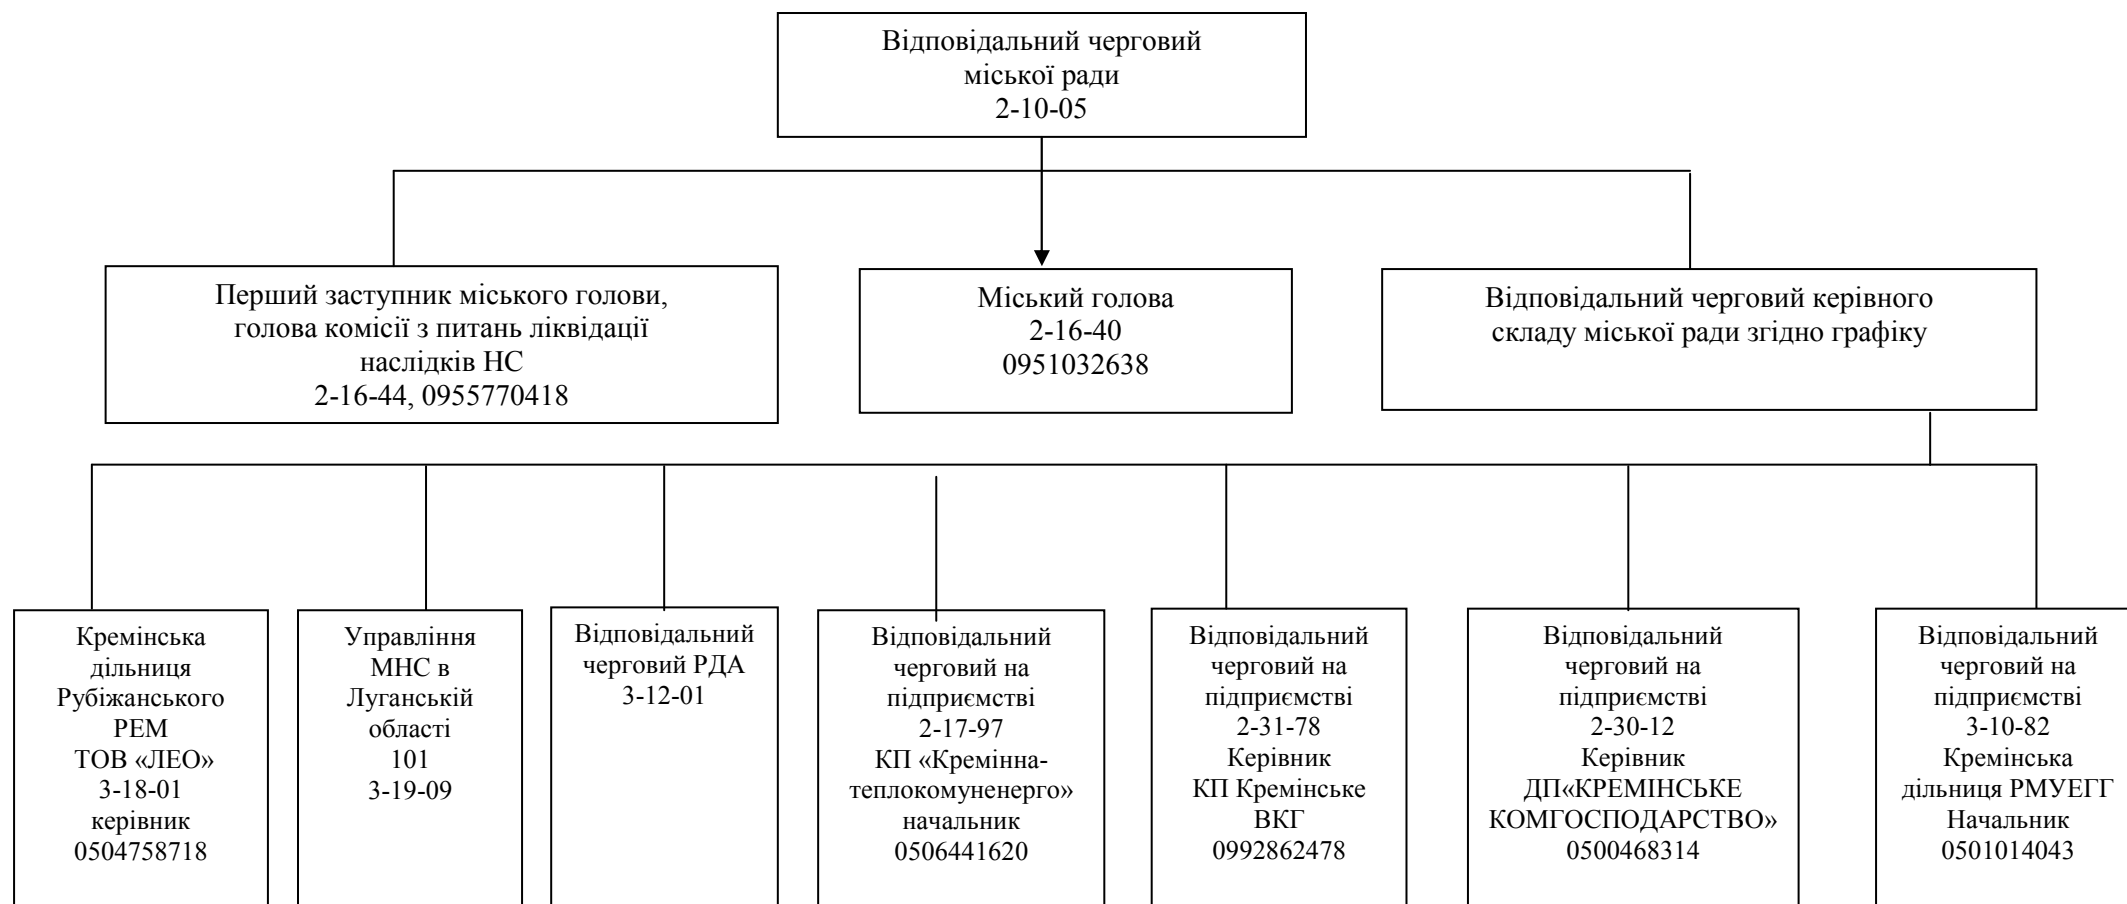 Відповідальний черговий
міської ради
2-10-05
Перший заступник міського голови,
голова комісії з питань ліквідації
наслідків НС
2-16-44, 0955770418
Міський голова
2-16-40
0951032638
Відповідальний черговий керівного
складу міської ради згідно графіку
Кремінська
дільниця
Рубіжанського
РЕМ
ТОВ «ЛЕО»
3-18-01
керівник
0504758718
Управління
МНС в
Луганській
області
101
3-19-09
Відповідальний
черговий РДА
3-12-01
Відповідальний
черговий на
підприємстві
2-17-97
КП «Кремінна-
теплокомуненерго»
начальник
0506441620
Відповідальний
черговий на
підприємстві
2-31-78
Керівник
КП Кремінське
ВКГ
0992862478
Відповідальний
черговий на
підприємстві
2-30-12
Керівник
ДП«КРЕМІНСЬКЕ
КОМГОСПОДАРСТВО»
0500468314
Відповідальний
черговий на
підприємстві
3-10-82
Кремінська
дільниця РМУЕГГ
Начальник
0501014043